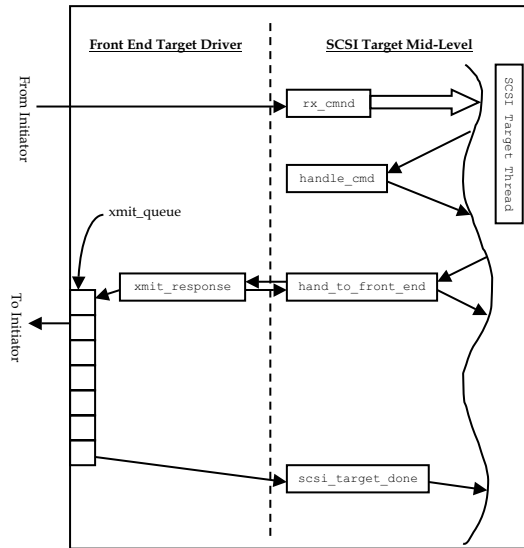 Front End Target Driver
SCSI Target Mid-Level
From Initiator
rx_cmnd
SCSI Target Thread
handle_cmd
xmit_queue
xmit_response
hand_to_front_end
To Initiator
scsi_target_done